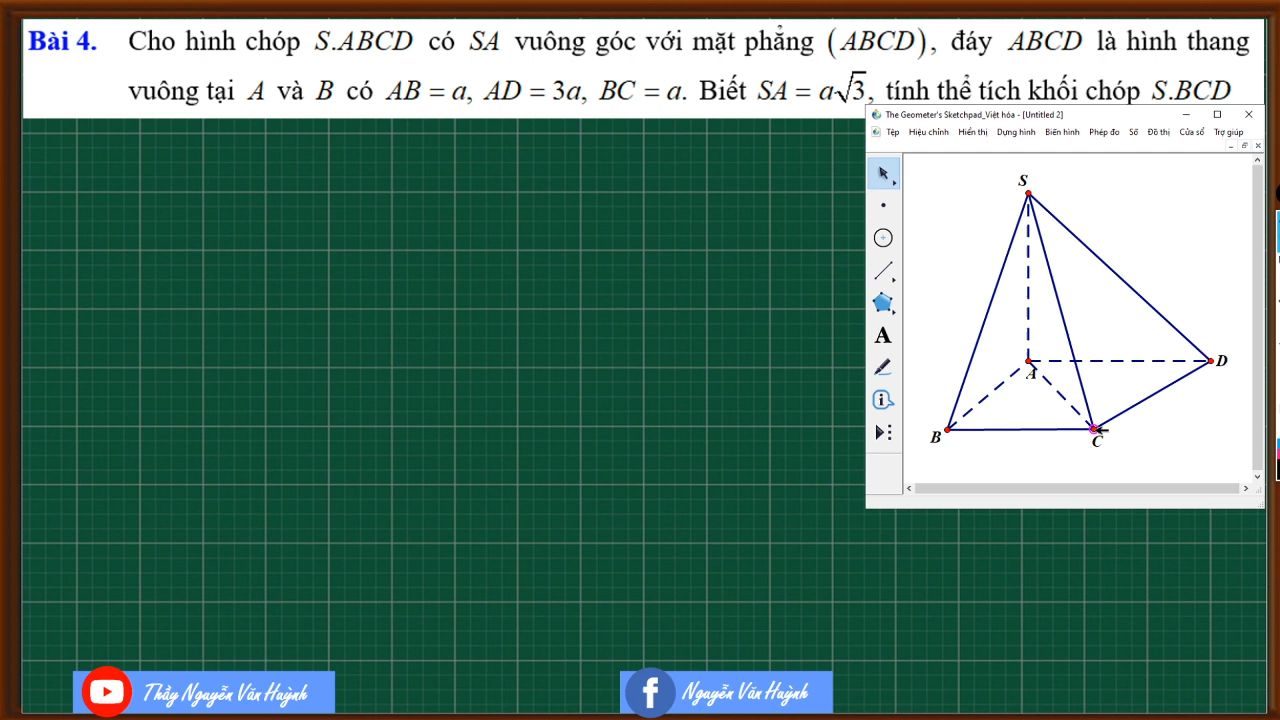 Bài 4. Cho hình chóp S.ABCD có SA vuông góc với mặt phẳng (ABCD), đáy ABCD là hình thang
vuông tại A và B có AB = a, AD = 3a, BC = a. Biết SA = a√3, tính thể tích khối chóp S.BCD
The Geometer's Sketchpad_Việt hóa - [Untitled 2]
Tệp Hiệu chỉnh Hiển thị Dựng hình Biến hình Phép đo Số Đồ thị Cửa sổ Trợ giúp
S
A
D
A
B
C
Thầy Nguyễn Văn Huỳnh
f Nguyễn Văn Huỳnh